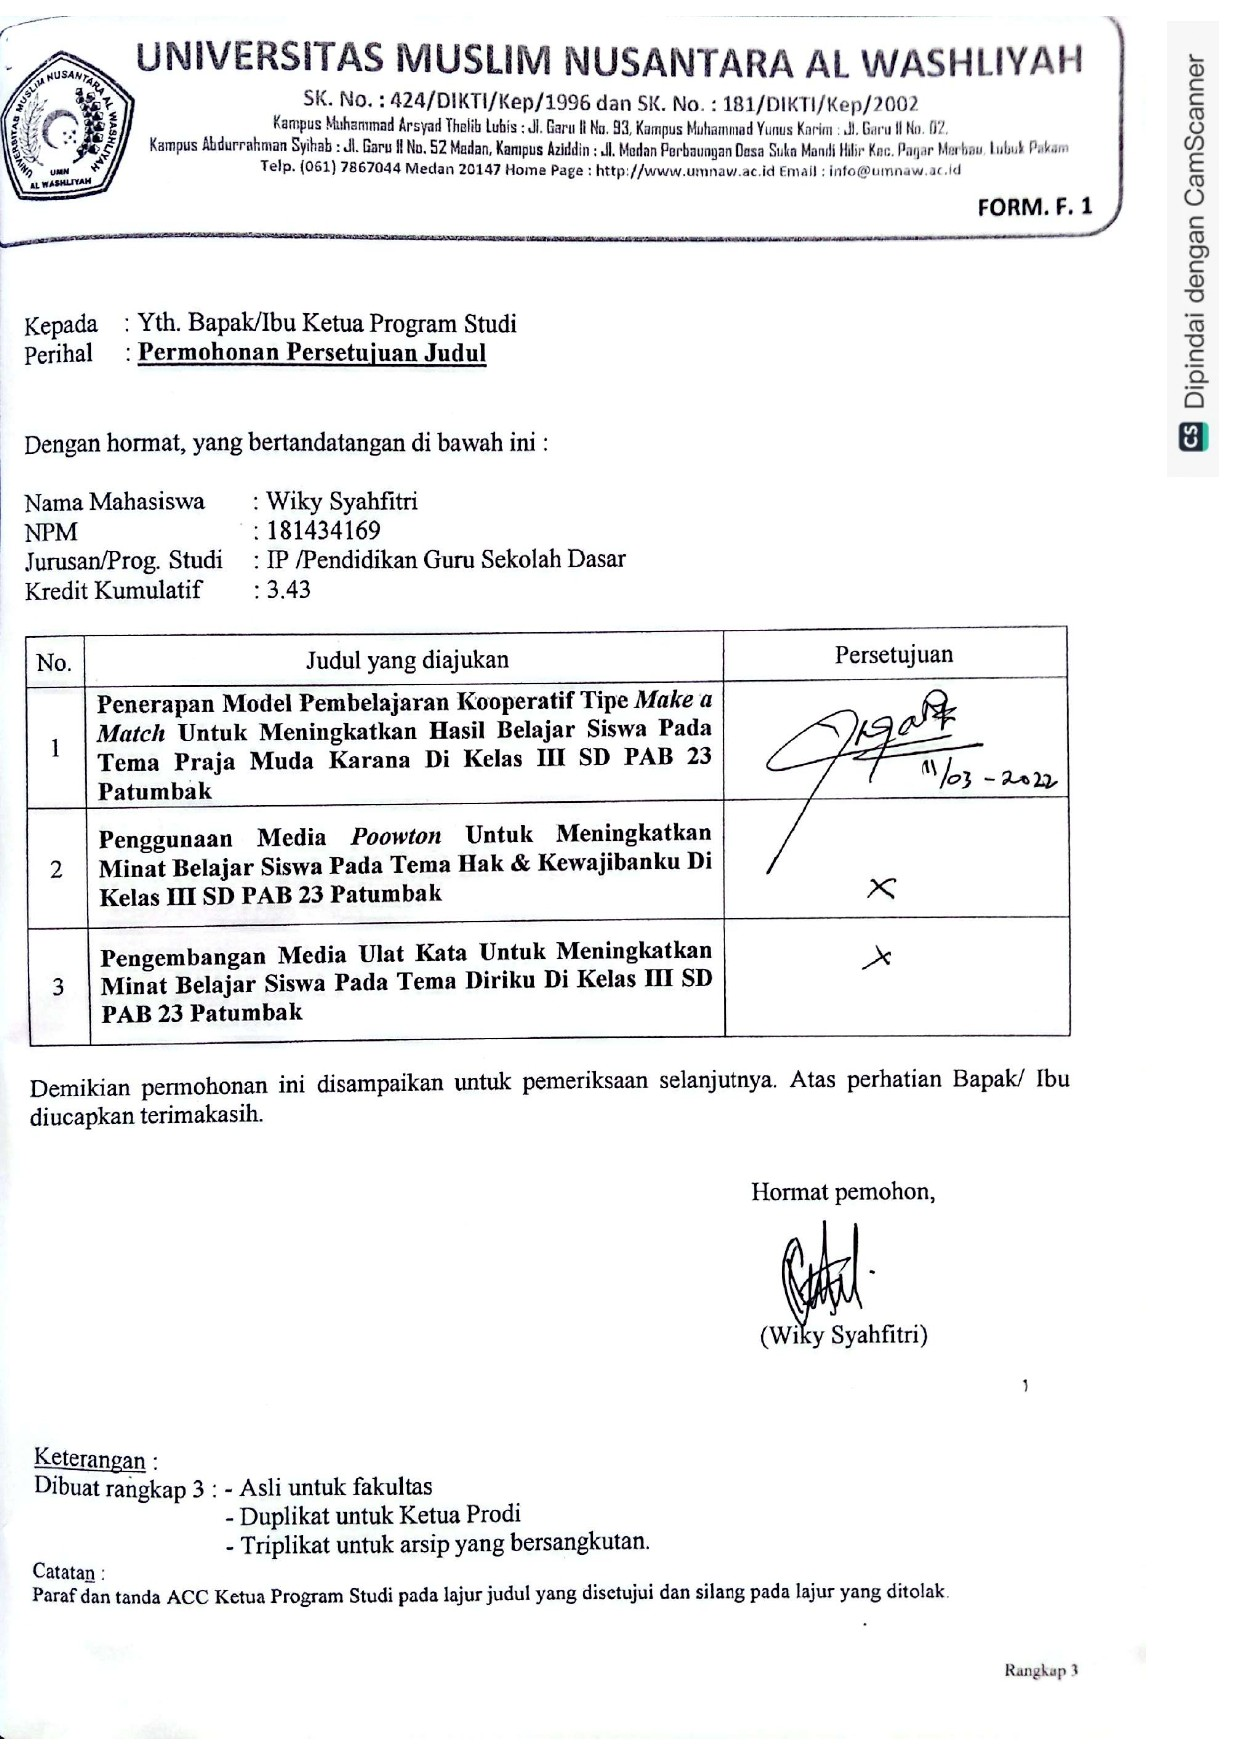 UNIVERSITAS MUSLIM NUSANTARA AL WASHLIYAH
SK. No. : 424/DIKTI/Kep/1996 dan SK. No. : 181/DIKTI/Kep/2002
Kampus Muhammad Arsyad Thalib Lubis : Jl. Garu II No. 93, Kampus Muhammad Yunus Karim : Jl. Garu II No. 02,
Kampus Abdurrahman Syihab : Jl. Garu II No. 52 Medan, Kampus Aziddin : Jl. Medan Perbaungan Desa Suka Mandi Hilir Kec. Pagar Merbau, Lubuk Pakam
Telp. (061) 7867044 Medan 20147 Home Page : http://www.umnaw.ac.id Email : info@umnaw.ac.id
FORM. F. 1
UNIVERSITAS MUSLIM NUSANTARA AL WASHLIYAH
UMN
AL WASHLIYAH
Dipindai dengan CamScanner
CS
Kepada : Yth. Bapak/Ibu Ketua Program Studi
Perihal : Permohonan Persetujuan Judul
Dengan hormat, yang bertandatangan di bawah ini :
Nama Mahasiswa : Wiky Syahfitri
NPM : 181434169
Jurusan/Prog. Studi : IP /Pendidikan Guru Sekolah Dasar
Kredit Kumulatif : 3.43
No. Judul yang diajukan Persetujuan
1 Penerapan Model Pembelajaran Kooperatif Tipe Make a
Match Untuk Meningkatkan Hasil Belajar Siswa Pada
Tema Praja Muda Karana Di Kelas III SD PAB 23
Patumbak
11/03-2022
2 Penggunaan Media Poowton Untuk Meningkatkan
Minat Belajar Siswa Pada Tema Hak & Kewajibanku Di
Kelas III SD PAB 23 Patumbak
X
3 Pengembangan Media Ulat Kata Untuk Meningkatkan
Minat Belajar Siswa Pada Tema Diriku Di Kelas III SD
PAB 23 Patumbak
X
Demikian permohonan ini disampaikan untuk pemeriksaan selanjutnya. Atas perhatian Bapak/ Ibu
diucapkan terimakasih.
Hormat pemohon,
(Wiky Syahfitri)
1
Keterangan :
Dibuat rangkap 3 : - Asli untuk fakultas
- Duplikat untuk Ketua Prodi
- Triplikat untuk arsip yang bersangkutan.
Catatan :
Paraf dan tanda ACC Ketua Program Studi pada lajur judul yang disetujui dan silang pada lajur yang ditolak.
Rangkap 3